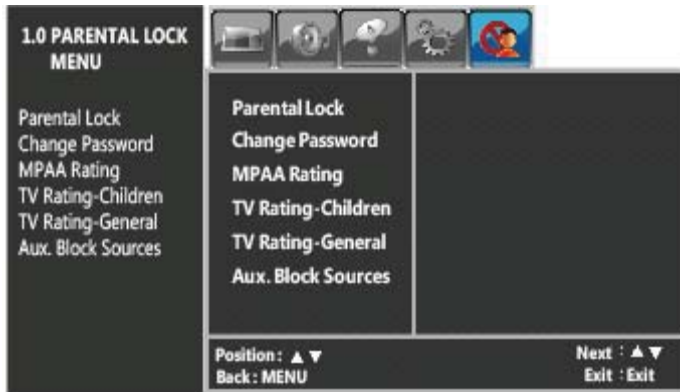 1.0 PARENTAL LOCK
MENU
Parental Lock
Change Password
MPAA Rating
TV Rating-Children
TV Rating-General
Aux. Block Sources
Parental Lock
Change Password
MPAA Rating
TV Rating-Children
TV Rating-General
Aux. Block Sources
Position: ▲ ▼
Back: MENU
Next : ▲ ▼
Exit : Exit